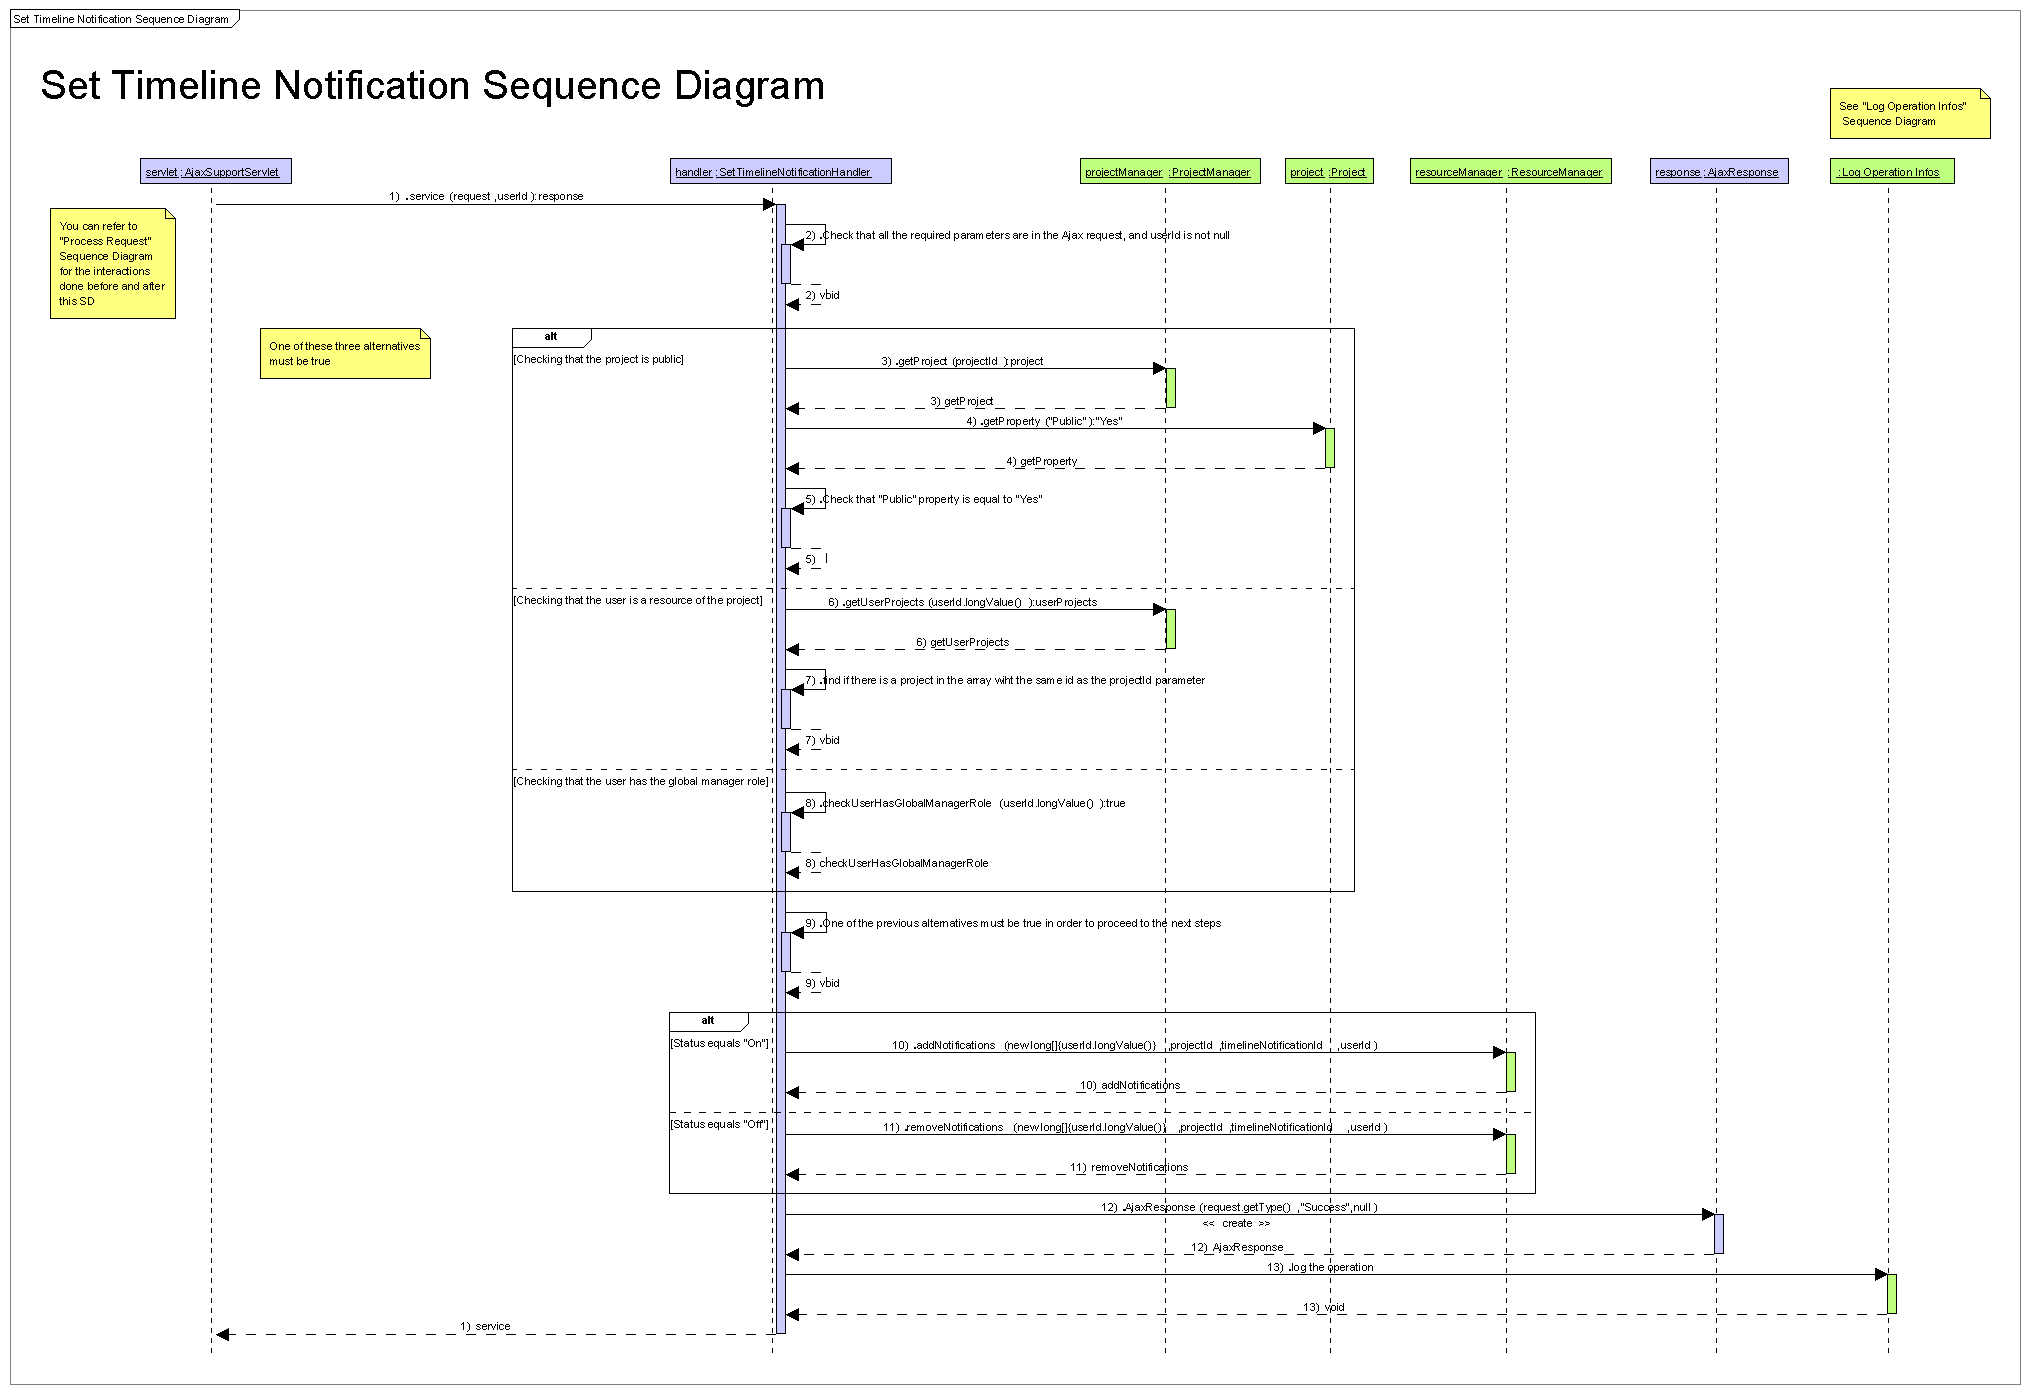 Set Timeline Notification Sequence Diagram
Set Timeline Notification Sequence Diagram
See "Log Operation Infos"
Sequence Diagram
servlet :AjaxSupportServlet
handler :SetTimelineNotificationHandler
projectManager :ProjectManager
project :Project
resourceManager :ResourceManager
response :AjaxResponse
:Log Operation Infos
1) .service (request ,userId ):response
You can refer to
"Process Request"
Sequence Diagram
for the interactions
done before and after
this SD
2) .Check that all the required parameters are in the Ajax request, and userId is not null
2) void
One of these three alternatives
must be true
alt
[Checking that the project is public]
3) .getProject (projectId ):project
3) getProject
4) .getProperty ("Public" ):"Yes"
4) getProperty
5) .Check that "Public" property is equal to "Yes"
5)
[Checking that the user is a resource of the project]
6) .getUserProjects (userId.longValue() ):userProjects
6) getUserProjects
7) .find if there is a project in the array wiht the same id as the projectId parameter
7) void
[Checking that the user has the global manager role]
8) .checkUserHasGlobalManagerRole (userId.longValue() ):true
8) checkUserHasGlobalManagerRole
9) .One of the previous alternatives must be true in order to proceed to the next steps
9) void
alt
[Status equals "On"]
10) .addNotifications (new long[]{userId.longValue()} ,projectId ,timelineNotificationId ,userId )
10) addNotifications
[Status equals "Off"]
11) .removeNotifications (new long[]{userId.longValue()} ,projectId ,timelineNotificationId ,userId )
11) removeNotifications
12) .AjaxResponse (request.getType() ,"Success",null )
<< create >>
12) AjaxResponse
13) .log the operation
13) void
1) service